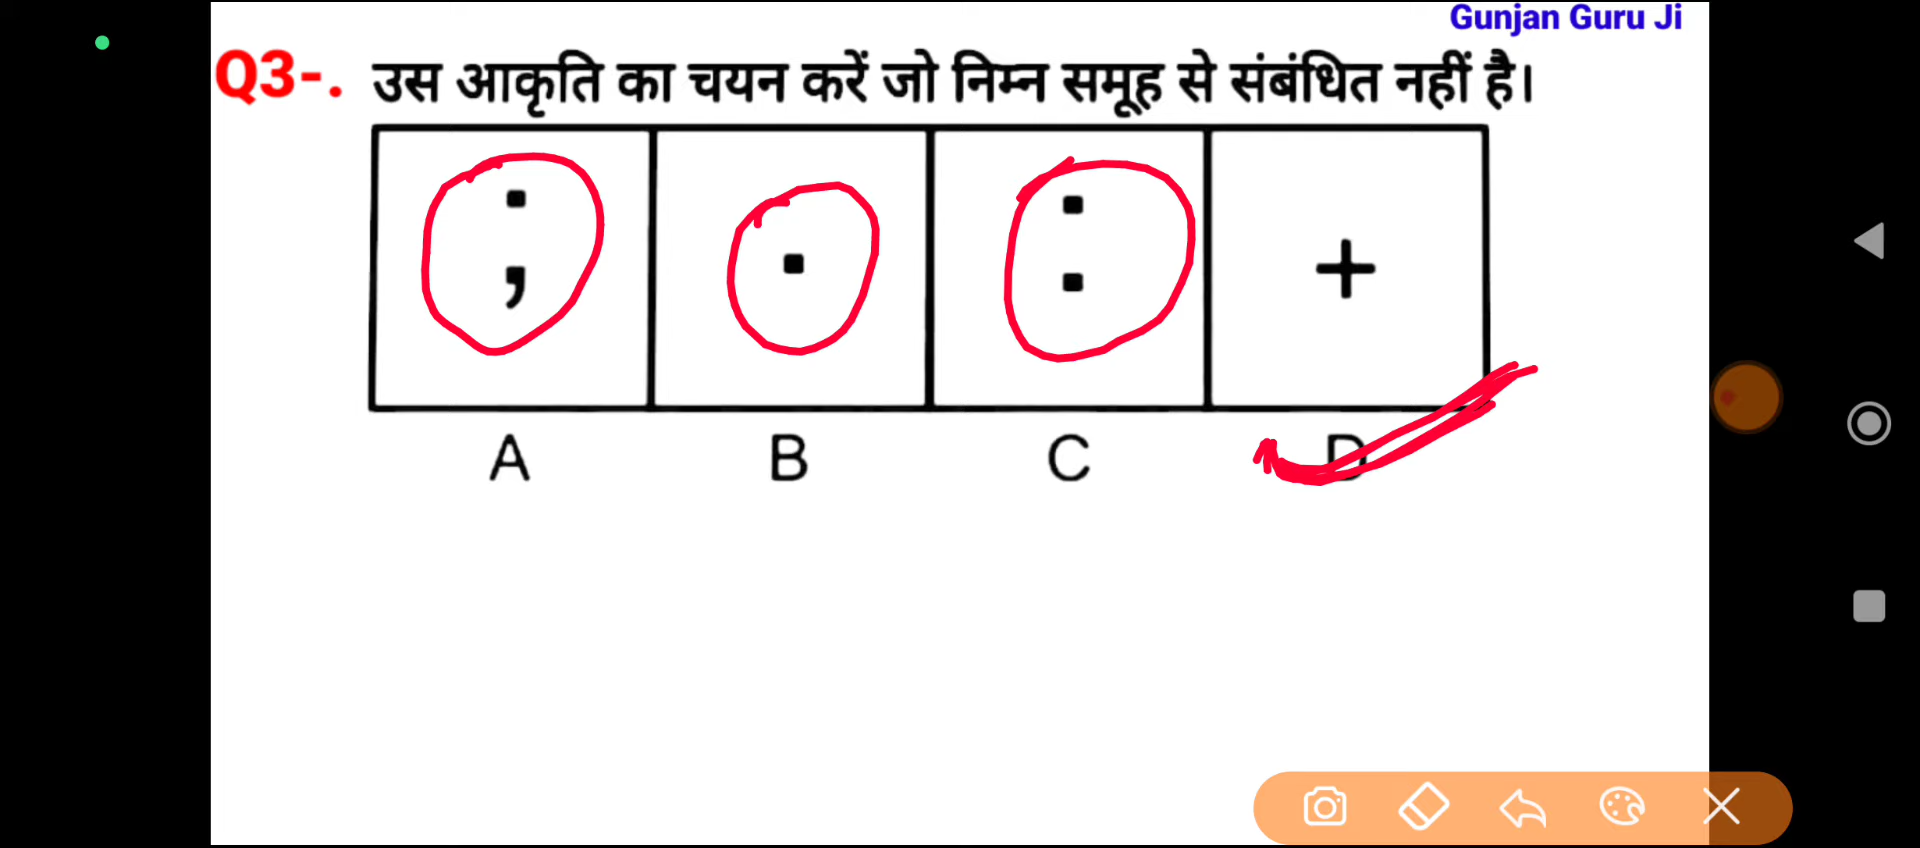 Gunjan Guru Ji
Q3-. उस आकृति का चयन करें जो निम्न समूह से संबंधित नहीं है।
; . : +
A B C D